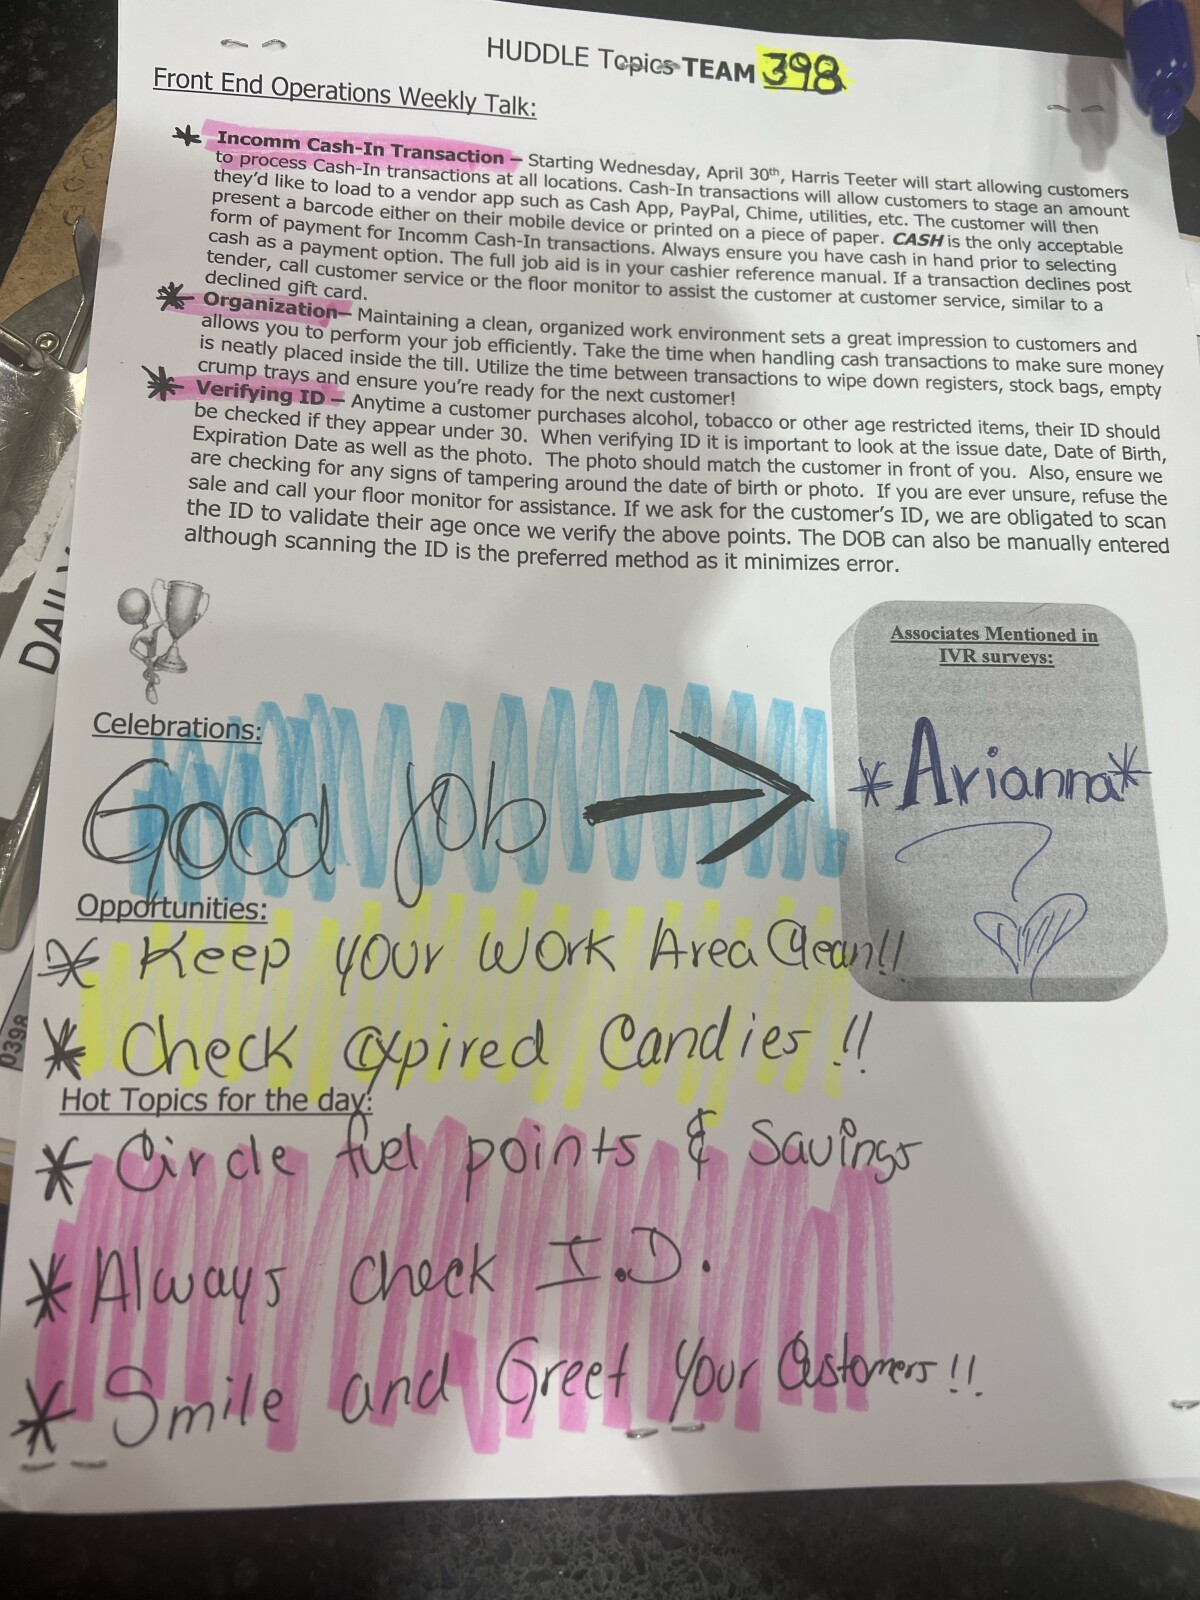 HUDDLE Topics TEAM 398
Front End Operations Weekly Talk:
* Incomm Cash-In Transaction – Starting Wednesday, April 30th, Harris Teeter will start allowing customers
to process Cash-In transactions at all locations. Cash-In transactions will allow customers to stage an amount
they'd like to load to a vendor app such as Cash App, PayPal, Chime, utilities, etc. The customer will then
present a barcode either on their mobile device or printed on a piece of paper. CASH is the only acceptable
form of payment for Incomm Cash-In transactions. Always ensure you have cash in hand prior to selecting
cash as a payment option. The full job aid is in your cashier reference manual. If a transaction declines post
tender, call customer service or the floor monitor to assist the customer at customer service, similar to a
declined gift card.
* Organization– Maintaining a clean, organized work environment sets a great impression to customers and
allows you to perform your job efficiently. Take the time when handling cash transactions to make sure money
is neatly placed inside the till. Utilize the time between transactions to wipe down registers, stock bags, empty
crump trays and ensure you're ready for the next customer!
* Verifying ID – Anytime a customer purchases alcohol, tobacco or other age restricted items, their ID should
be checked if they appear under 30. When verifying ID it is important to look at the issue date, Date of Birth,
Expiration Date as well as the photo. The photo should match the customer in front of you. Also, ensure we
are checking for any signs of tampering around the date of birth or photo. If you are ever unsure, refuse the
sale and call your floor monitor for assistance. If we ask for the customer's ID, we are obligated to scan
the ID to validate their age once we verify the above points. The DOB can also be manually entered
although scanning the ID is the preferred method as it minimizes error.
Associates Mentioned in
IVR surveys:
*Arianna*
Celebrations:
Good job
Opportunities:
* Keep your work Area Clean!!
* Check expired Candies!!
Hot Topics for the day:
* Circle fuel points & Savings
* Always check I.D.
* Smile and Greet your Customers!!
0398